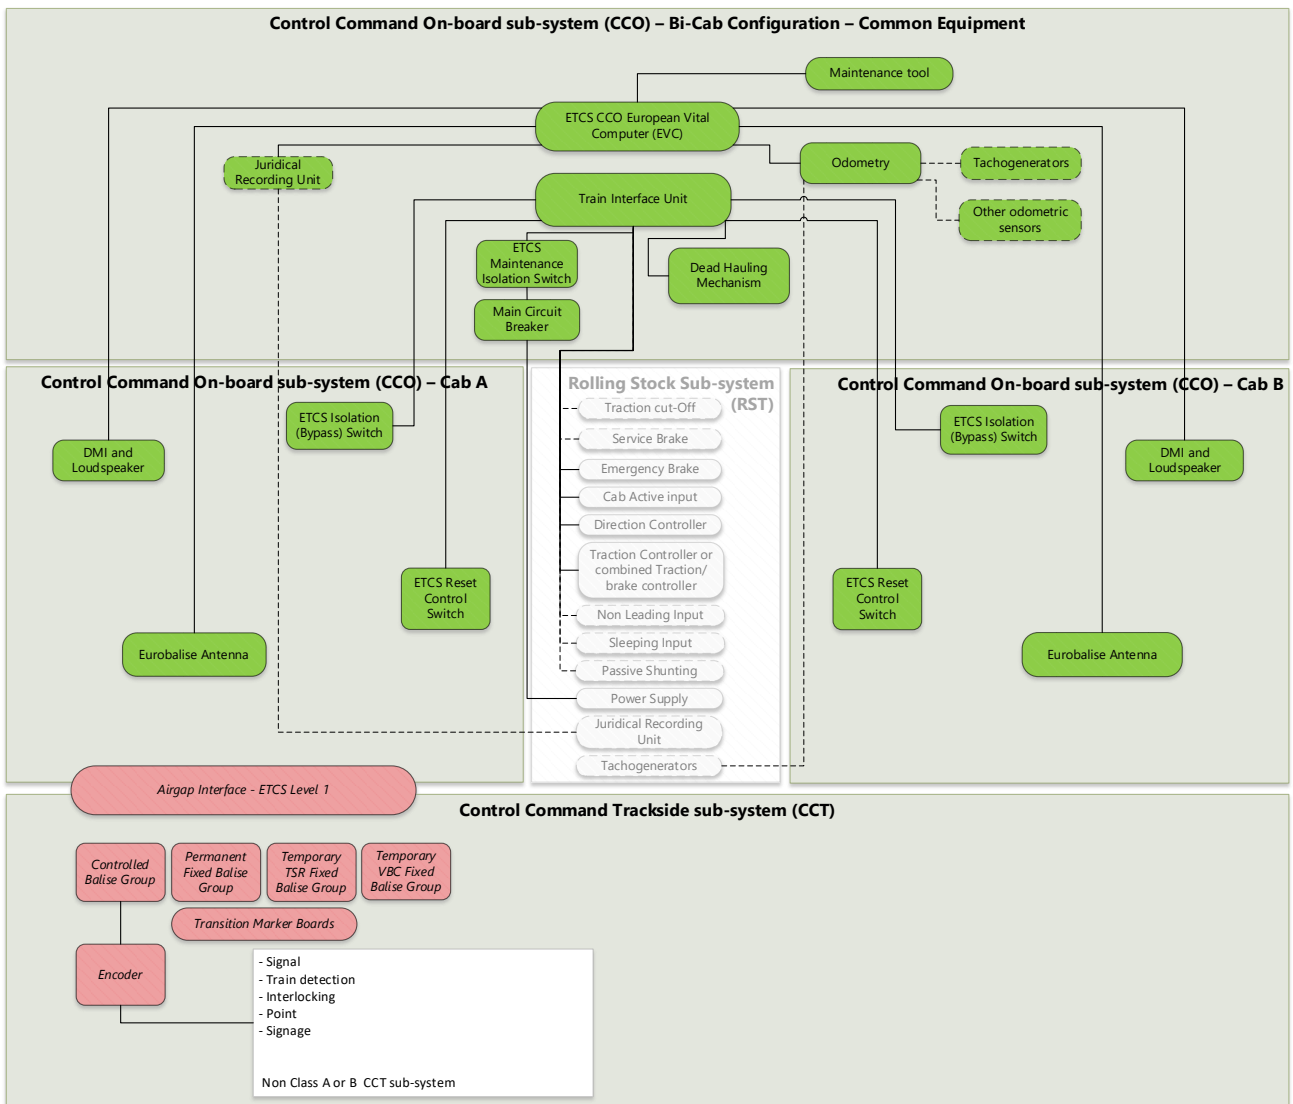 Control Command On-board sub-system (CCO) – Bi-Cab Configuration – Common Equipment
Maintenance tool
ETCS CCO European Vital
Computer (EVC)
Juridical
Recording Unit
Odometry
Tachogenerators
Train Interface Unit
Other odometric
sensors
ETCS
Maintenance
Isolation Switch
Dead Hauling
Mechanism
Main Circuit
Breaker
Control Command On-board sub-system (CCO) – Cab A
ETCS Isolation
(Bypass) Switch
DMI and
Loudspeaker
ETCS Reset
Control
Switch
Eurobalise Antenna
Rolling Stock Sub-system
(RST)
Traction cut-Off
Service Brake
Emergency Brake
Cab Active input
Direction Controller
Traction Controller or
combined Traction/
brake controller
Non Leading Input
Sleeping Input
Passive Shunting
Power Supply
Juridical Recording
Unit
Tachogenerators
Control Command On-board sub-system (CCO) – Cab B
ETCS Isolation
(Bypass) Switch
DMI and
Loudspeaker
ETCS Reset
Control
Switch
Eurobalise Antenna
Airgap Interface - ETCS Level 1
Control Command Trackside sub-system (CCT)
Controlled
Balise Group
Permanent
Fixed Balise
Group
Temporary
TSR Fixed
Balise Group
Temporary
VBC Fixed
Balise Group
Transition Marker Boards
Encoder
- Signal
- Train detection
- Interlocking
- Point
- Signage
Non Class A or B CCT sub-system